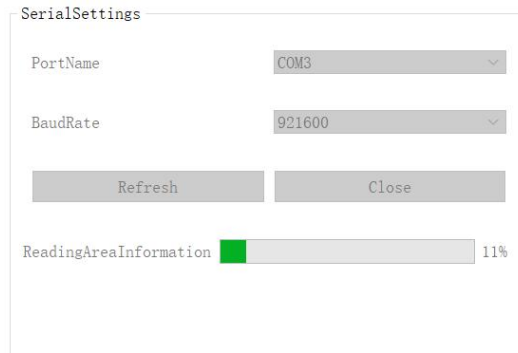 SerialSettings
PortName COM3
BaudRate 921600
Refresh Close
ReadingAreaInformation 11%